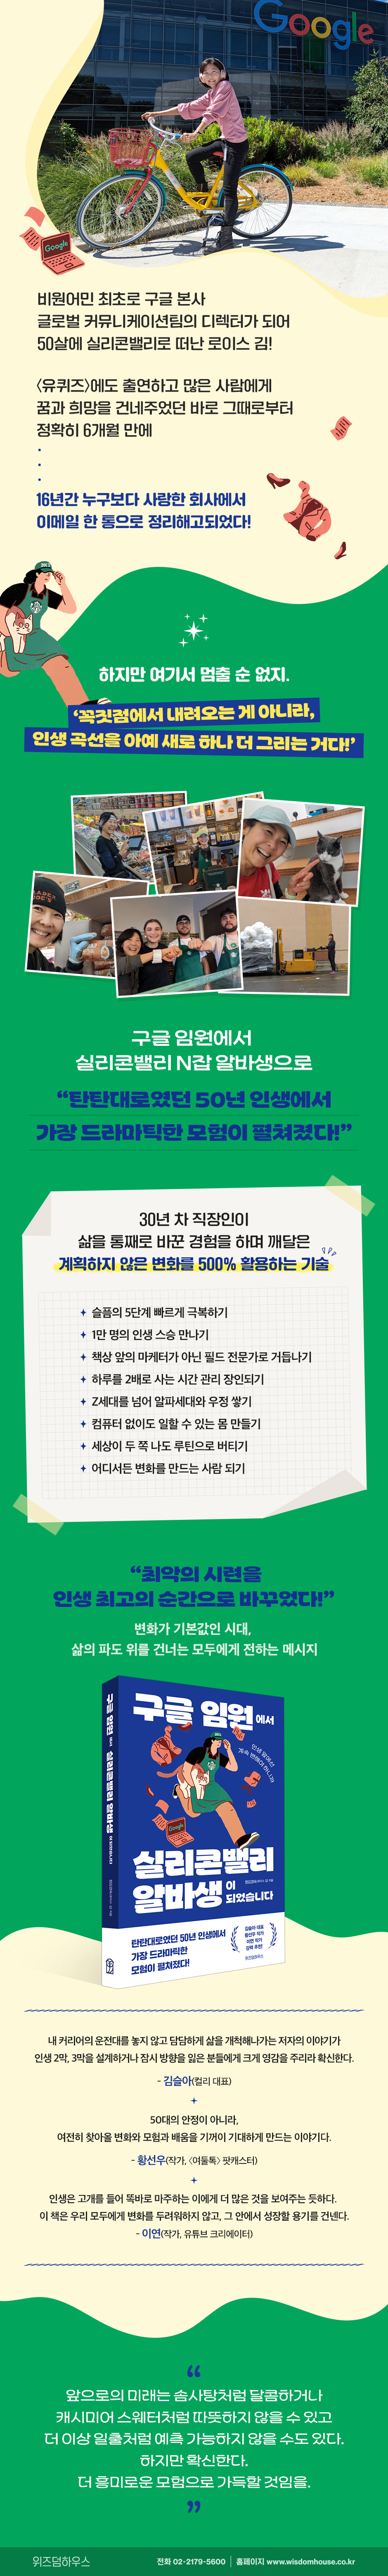 Google
Google
비원어민 최초로 구글 본사
글로벌 커뮤니케이션팀의 디렉터가 되어
50살에 실리콘밸리로 떠난 로이스 김!
〈유퀴즈〉에도 출연하고 많은 사람에게
꿈과 희망을 건네주었던 바로 그때로부터
정확히 6개월 만에
16년간 누구보다 사랑한 회사에서
이메일 한 통으로 정리해고되었다!
하지만 여기서 멈출 순 없지.
‘꼭짓점에서 내려오는 게 아니라,
인생 곡선을 아예 새로 하나 더 그리는 거다!’
구글 임원에서
실리콘밸리 N잡 알바생으로
“탄탄대로였던 50년 인생에서
가장 드라마틱한 모험이 펼쳐졌다!”
30년 차 직장인이
삶을 통째로 바꾼 경험을 하며 깨달은
계획하지 않은 변화를 500% 활용하는 기술
슬픔의 5단계 빠르게 극복하기
1만 명의 인생 스승 만나기
책상 앞의 마케터가 아닌 필드 전문가로 거듭나기
하루를 2배로 사는 시간 관리 장인되기
Z세대를 넘어 알파세대와 우정 쌓기
컴퓨터 없이도 일할 수 있는 몸 만들기
세상이 두 쪽 나도 루틴으로 버티기
어디서든 변화를 만드는 사람 되기
“최악의 시련을
인생 최고의 순간으로 바꾸었다!”
변화가 기본값인 시대,
삶의 파도 위를 건너는 모두에게 전하는 메시지
구글 임원에서
실리콘밸리
알바생이
되었습니다
탄탄대로였던 50년 인생에서
가장 드라마틱한
모험이 펼쳐졌다!
위즈덤하우스
내 커리어의 운전대를 놓지 않고 담담하게 삶을 개척해나가는 저자의 이야기가
인생 2막, 3막을 설계하거나 잠시 방향을 잃은 분들에게 크게 영감을 주리라 확신한다.
- 김슬아(컬리 대표)
50대의 안정이 아니라,
여전히 찾아올 변화와 모험과 배움을 기꺼이 기대하게 만드는 이야기다.
- 황선우(작가, 〈여둘톡〉 팟캐스터)
인생은 고개를 들어 똑바로 마주하는 이에게 더 많은 것을 보여주는 듯하다.
이 책은 우리 모두에게 변화를 두려워하지 않고, 그 안에서 성장할 용기를 건넨다.
- 이연(작가, 유튜브 크리에이터)
“
앞으로의 미래는 솜사탕처럼 달콤하거나
캐시미어 스웨터처럼 따뜻하지 않을 수 있고
더 이상 일출처럼 예측 가능하지 않을 수도 있다.
하지만 확신한다.
더 흥미로운 모험으로 가득할 것임을.
”
위즈덤하우스
전화 02-2179-5600 | 홈페이지 www.wisdomhouse.co.kr